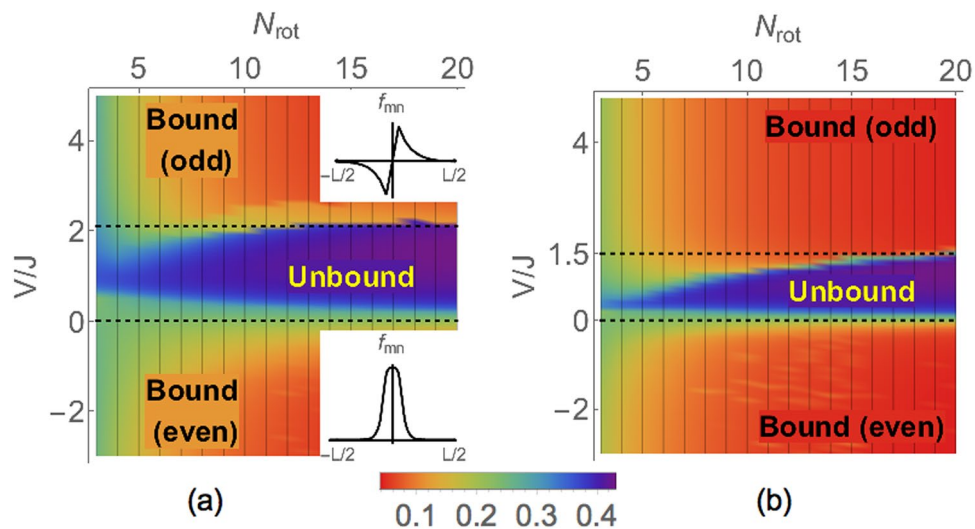 N_rot
5 10 15 20
N_rot
5 10 15 20
V/J
4
2
0
−2
Bound
(odd)
f_mn
−L/2 L/2
Unbound
f_mn
−L/2 L/2
Bound
(even)
V/J
4
1.5
0
−2
Bound (odd)
Unbound
Bound (even)
(a)
0.1 0.2 0.3 0.4
(b)